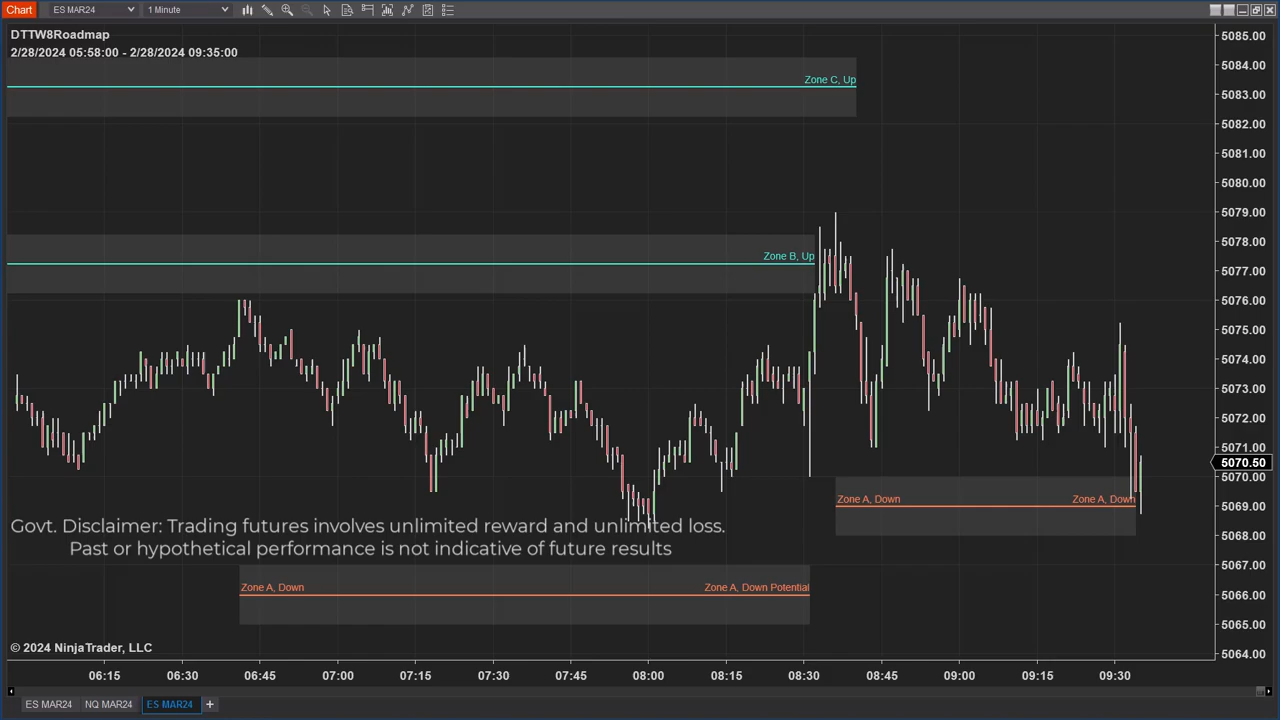 Chart ES MAR24 1 Minute
DTTW8Roadmap
2/28/2024 05:58:00 - 2/28/2024 09:35:00
5085.00
5084.00
Zone C, Up
5083.00
5082.00
5081.00
5080.00
5079.00
5078.00
Zone B, Up
5077.00
5076.00
5075.00
5074.00
5073.00
5072.00
5071.00
5070.50
5070.00
Zone A, Down Zone A, Down
5069.00
Govt. Disclaimer: Trading futures involves unlimited reward and unlimited loss.
5068.00
Past or hypothetical performance is not indicative of future results
5067.00
Zone A, Down Zone A, Down Potential
5066.00
5065.00
© 2024 NinjaTrader, LLC
5064.00
06:15 06:30 06:45 07:00 07:15 07:30 07:45 08:00 08:15 08:30 08:45 09:00 09:15 09:30
ES MAR24 NQ MAR24 ES MAR24 +